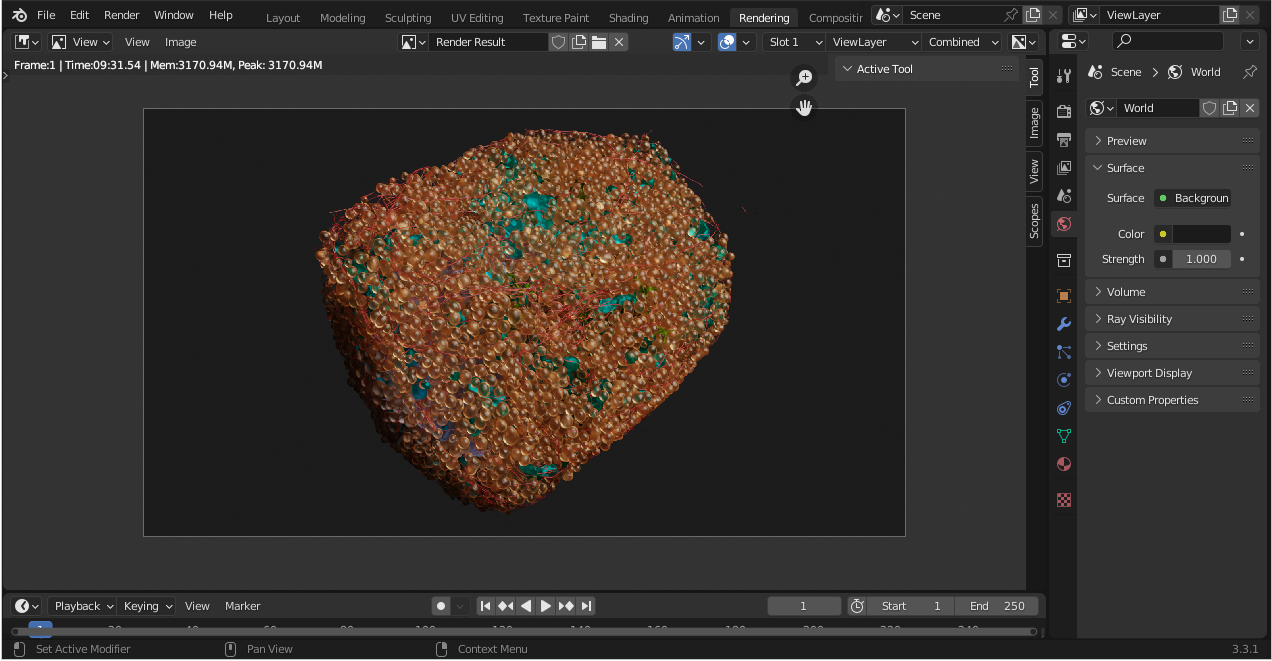 File Edit Render Window Help Layout Modeling Sculpting UV Editing Texture Paint Shading Animation Rendering Compositin Scene ViewLayer
View View Image Render Result Slot 1 ViewLayer Combined
Frame:1 | Time:09:31.54 | Mem:3170.94M, Peak: 3170.94M
Active Tool
Tool
Image
View
Scopes
Scene > World
World
Preview
Surface
Surface Backgroun
Color
Strength 1.000
Volume
Ray Visibility
Settings
Viewport Display
Custom Properties
Playback Keying View Marker 1 Start 1 End 250
Set Active Modifier Pan View Context Menu 3.3.1